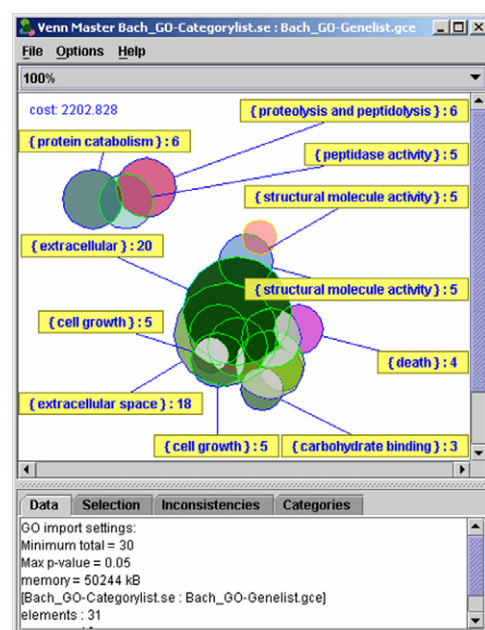 Venn Master Bach_GO-Categorylist.se : Bach_GO-Genelist.gce
File Options Help
100%
cost: 2202.828
{ proteolysis and peptidolysis } : 6
{ protein catabolism } : 6
{ peptidase activity } : 5
{ structural molecule activity } : 5
{ extracellular } : 20
{ structural molecule activity } : 5
{ cell growth } : 5
{ death } : 4
{ extracellular space } : 18
{ cell growth } : 5
{ carbohydrate binding } : 3
Data Selection Inconsistencies Categories
GO import settings:
Minimum total = 30
Max p-value = 0.05
memory = 50244 kB
[Bach_GO-Categorylist.se : Bach_GO-Genelist.gce]
elements : 31